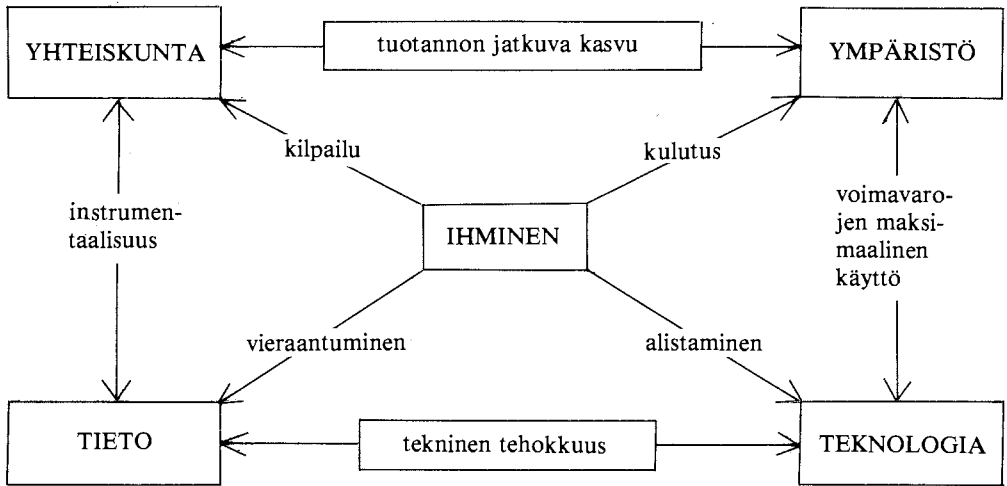 YHTEISKUNTA
tuotannon jatkuva kasvu
YMPÄRISTÖ
kilpailu
kulutus
instrumen-
taalisuus
IHMINEN
voimavaro-
jen maksi-
maalinen
käyttö
vieraantuminen
alistaminen
TIETO
tekninen tehokkuus
TEKNOLOGIA